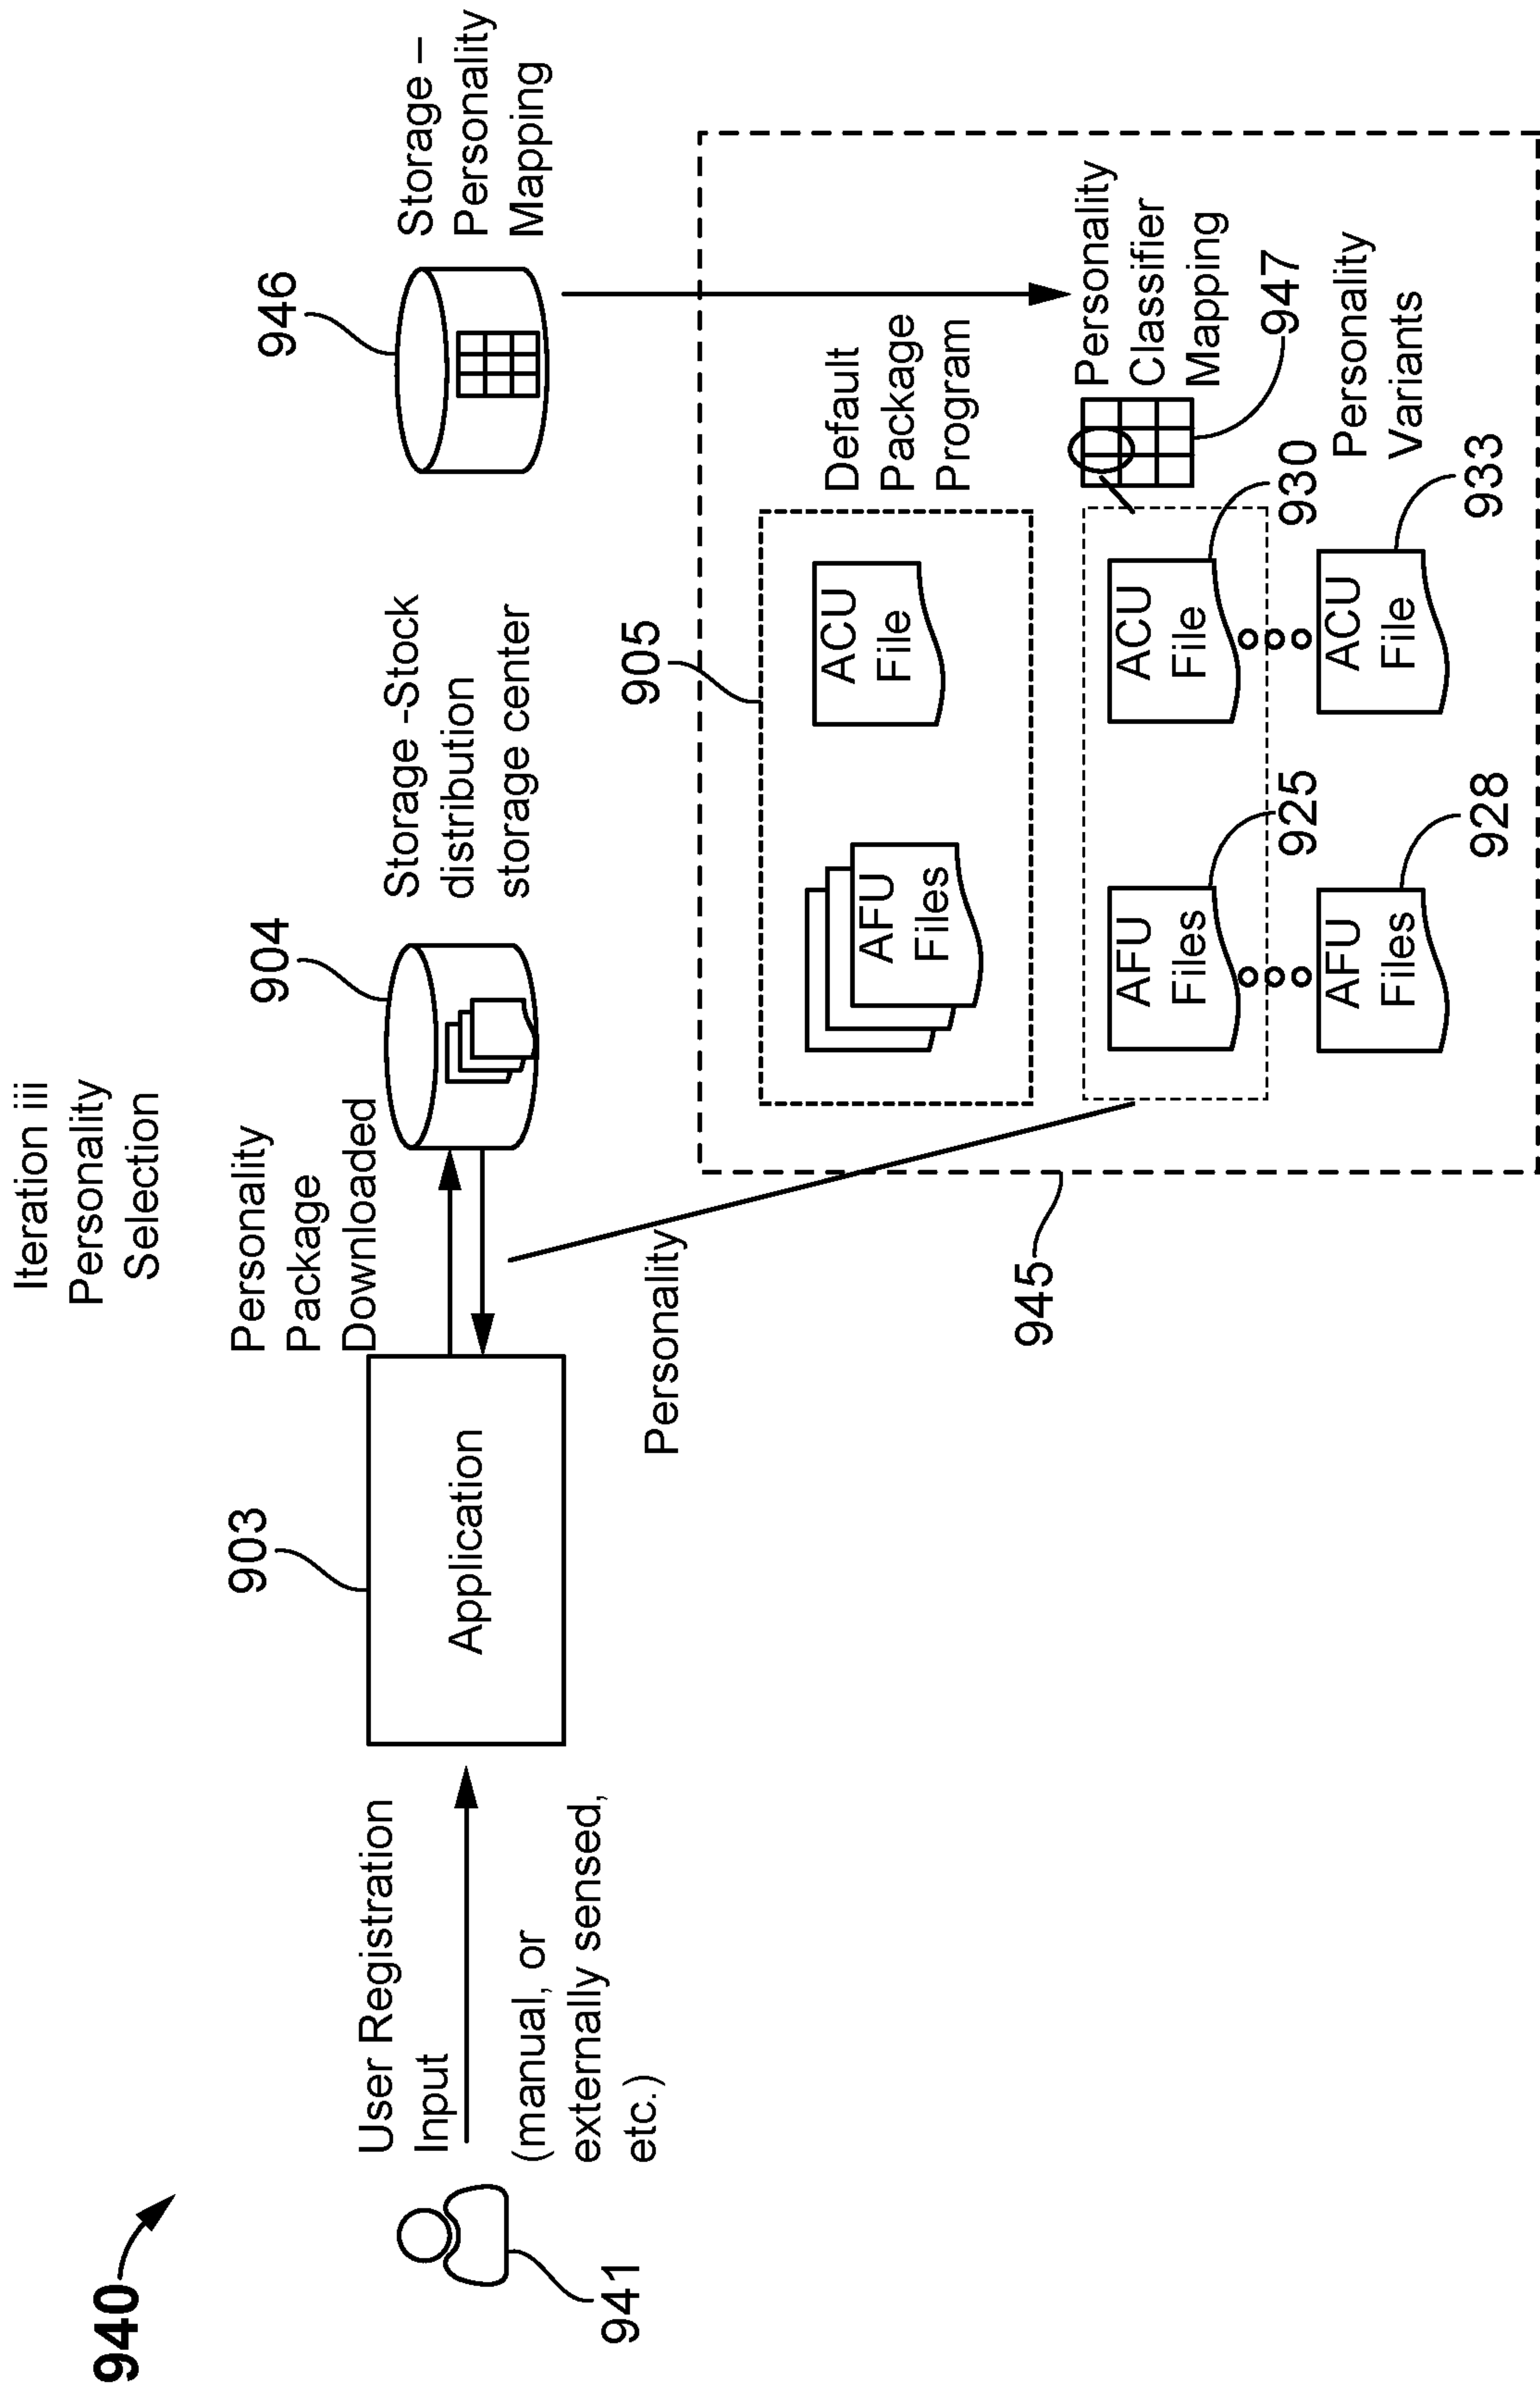 940
Iteration iii
Personality
Selection
941
User Registration
Input
(manual, or
externally sensed,
etc.)
903
Application
Personality
Package
Downloaded
904
Storage -Stock
distribution
storage center
946
Storage –
Personality
Mapping
Personality
945
905
AFU
Files
ACU
File
Default
Package
Program
AFU
Files
925
ACU
File
930
Personality
Classifier
Mapping
947
AFU
Files
928
ACU
File
933
Personality
Variants